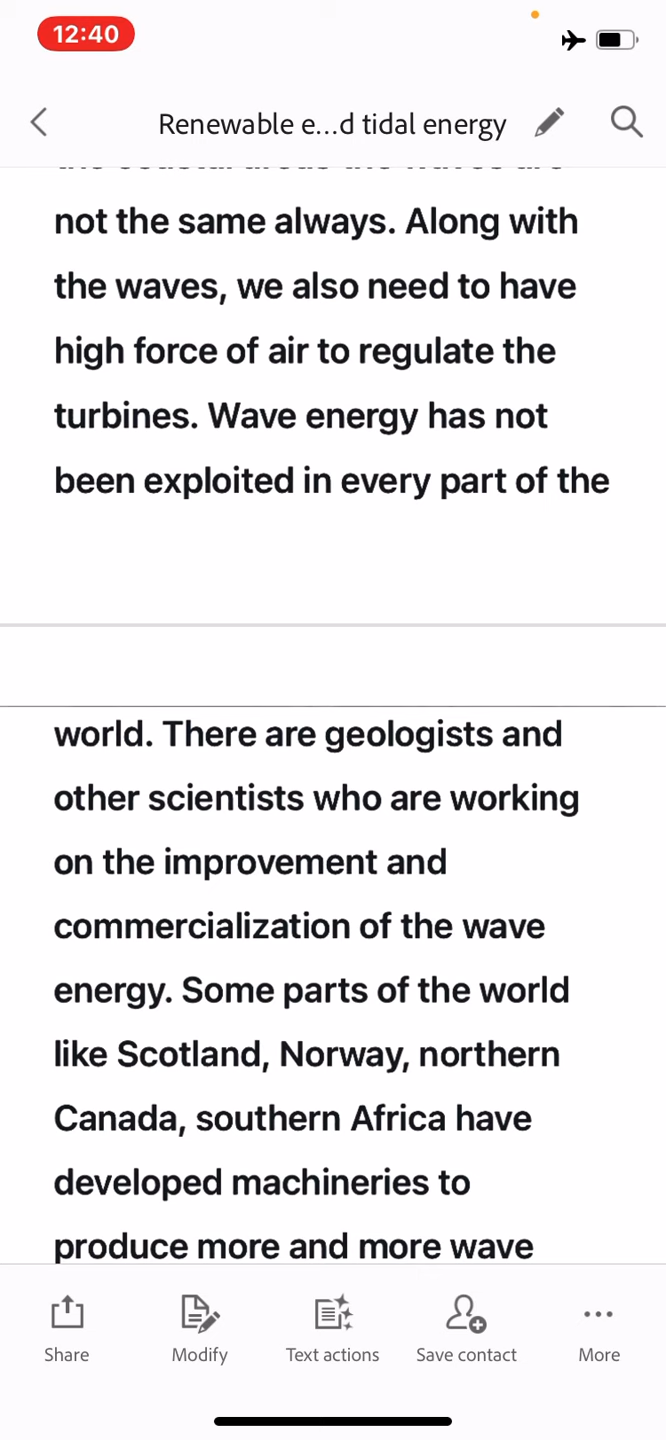 12:40
Renewable e...d tidal energy
not the same always. Along with
the waves, we also need to have
high force of air to regulate the
turbines. Wave energy has not
been exploited in every part of the
world. There are geologists and
other scientists who are working
on the improvement and
commercialization of the wave
energy. Some parts of the world
like Scotland, Norway, northern
Canada, southern Africa have
developed machineries to
produce more and more wave
Share Modify Text actions Save contact More